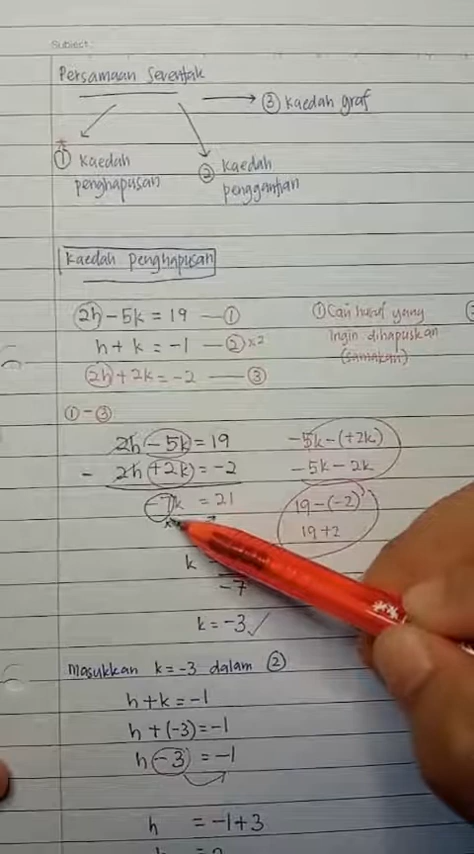 Subject:
Persamaan Serentak
③ kaedah graf
① kaedah penghapusan
② kaedah penggantian
Kaedah Penghapusan
2h - 5k = 19 — ①
h + k = -1 — ② x2
2h + 2k = -2 — ③
① Cari huruf yang
ingin dihapuskan
(samakan)
① - ③
2h - 5k = 19
- 2h + 2k = -2
-7k = 21
-5k - (+2k)
-5k - 2k
19 - (-2)
19 + 2
k
-7
k = -3 ✓
Masukkan k = -3 dalam ②
h + k = -1
h + (-3) = -1
h - 3 = -1
h = -1 + 3